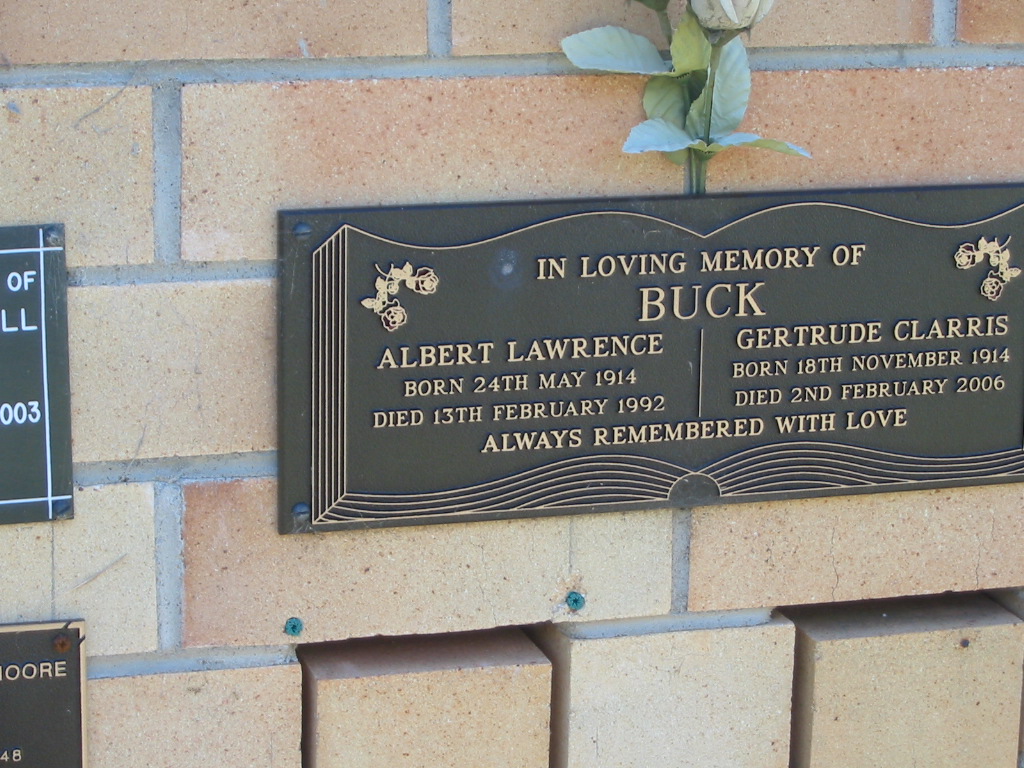 IN LOVING MEMORY OF
BUCK
ALBERT LAWRENCE
BORN 24TH MAY 1914
DIED 13TH FEBRUARY 1992
GERTRUDE CLARRIS
BORN 18TH NOVEMBER 1914
DIED 2ND FEBRUARY 2006
ALWAYS REMEMBERED WITH LOVE
OF
LL
003
OORE
48